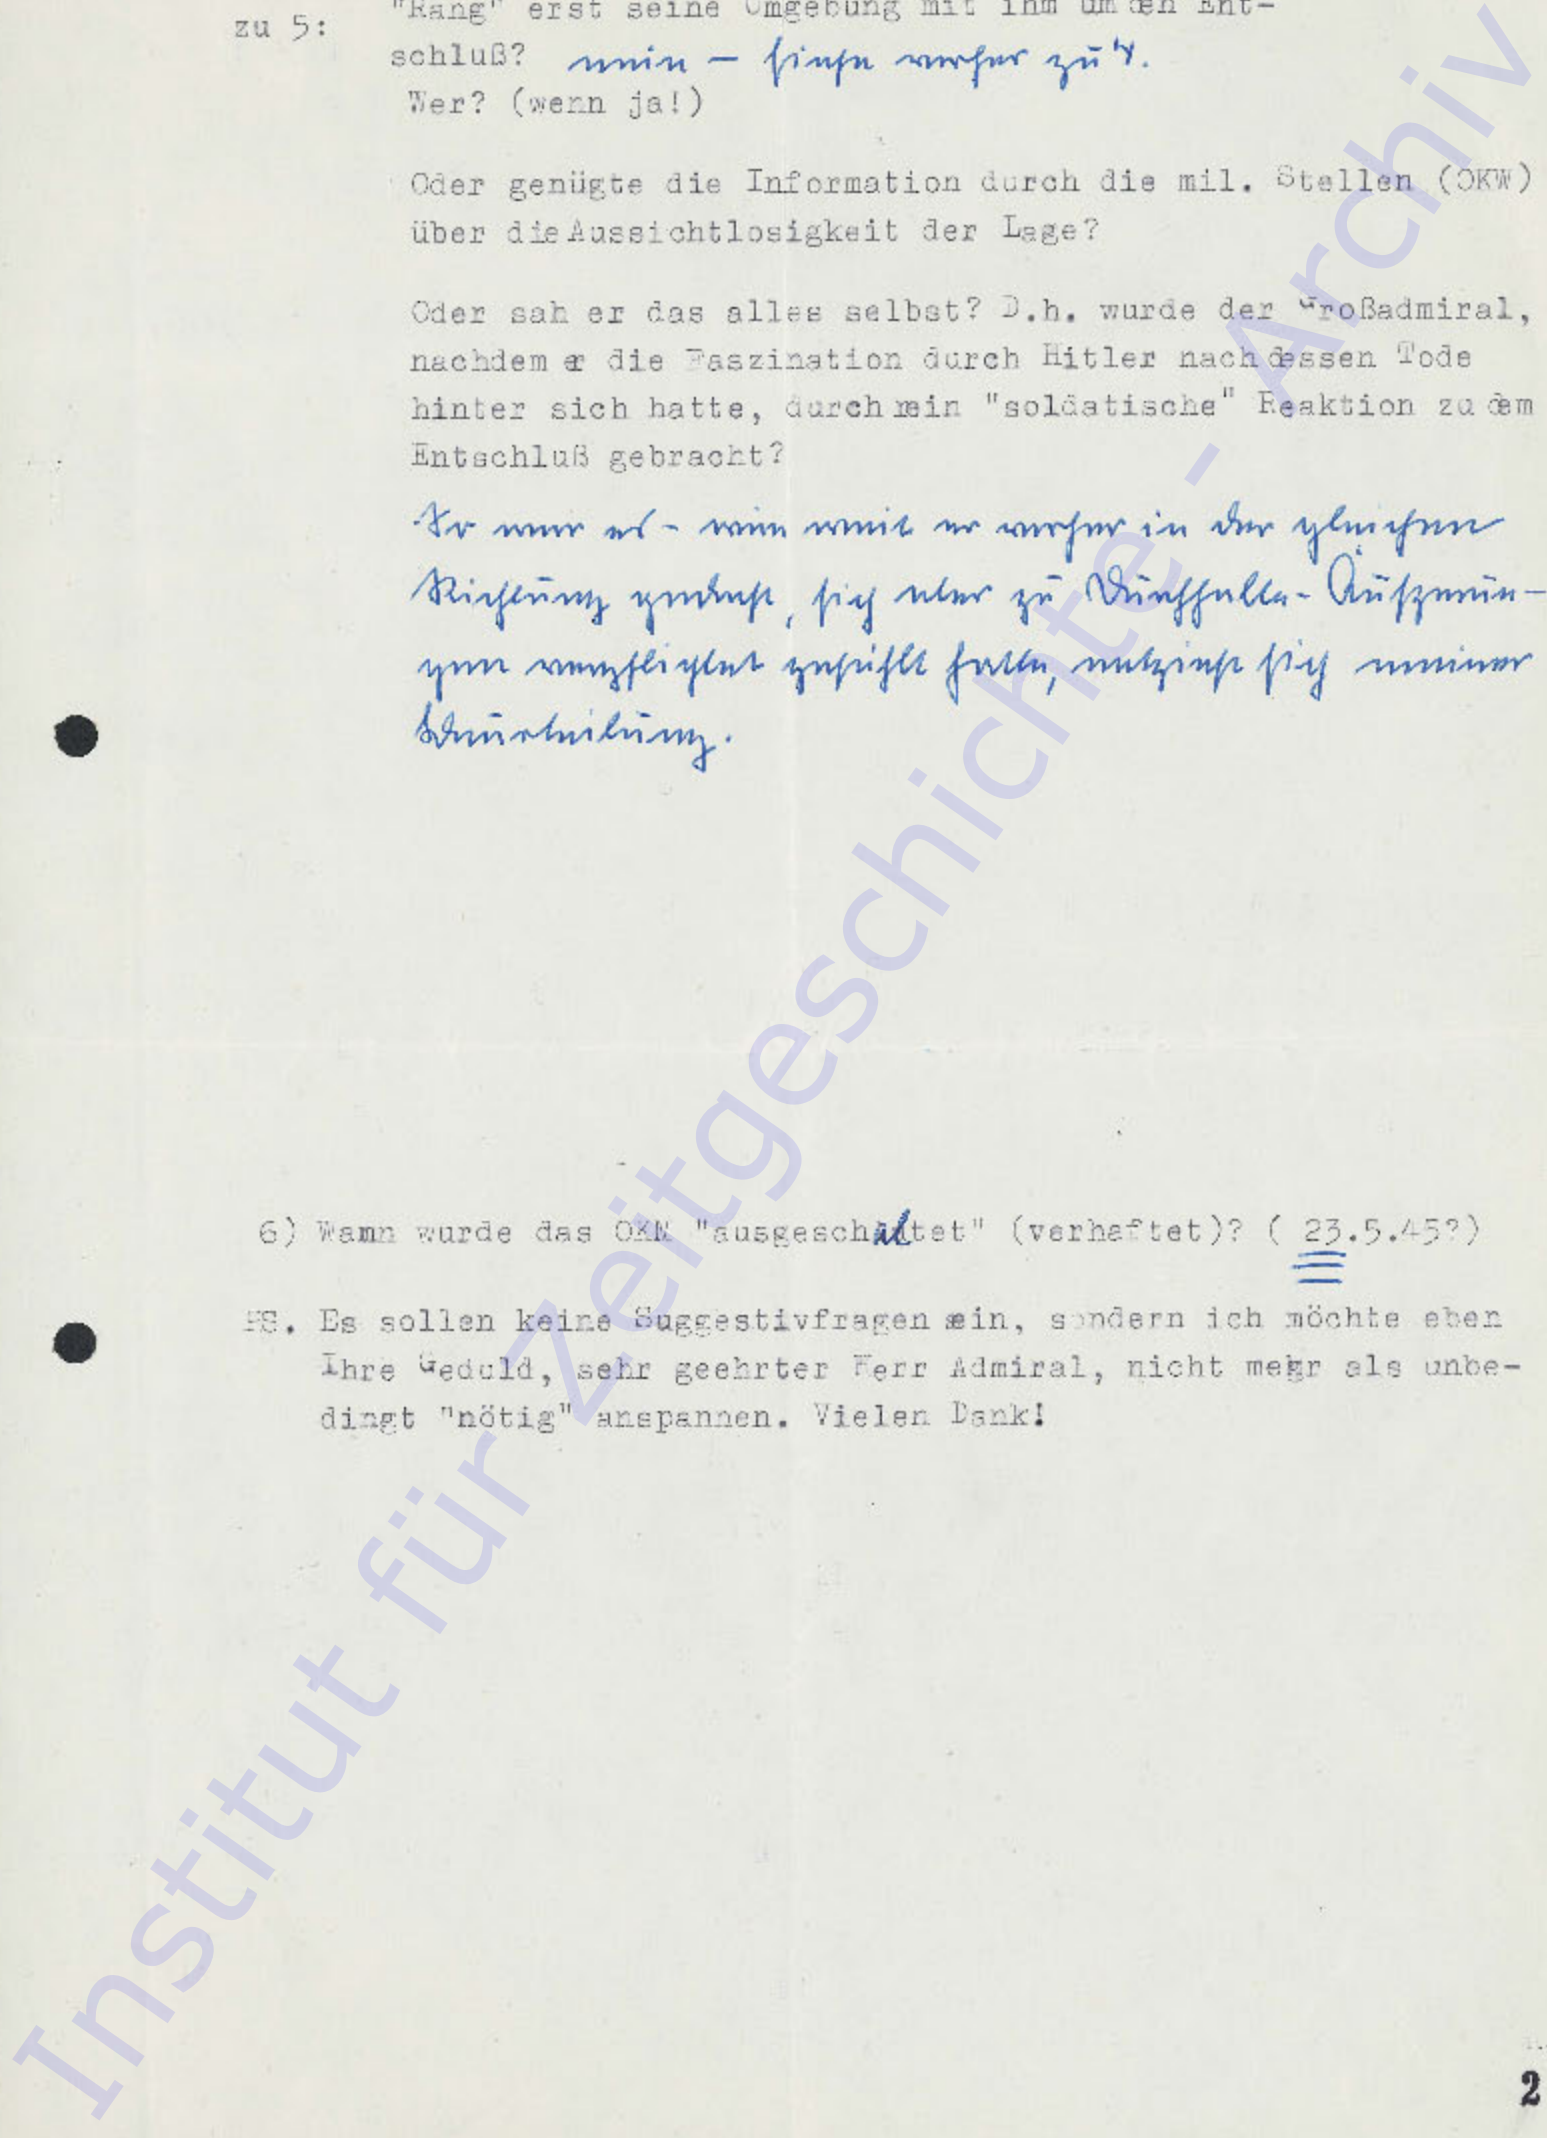 zu 5: "Rang" erst seine Umgebung mit ihm um den Ent-
schluß? nein – siehe vorher zu 4.
Wer? (wenn ja!)
Oder genügte die Information durch die mil. Stellen (OKW)
über die Aussichtlosigkeit der Lage?
Oder sah er das alles selbst? D.h. wurde der Großadmiral,
nachdem er die Faszination durch Hitler nach dessen Tode
hinter sich hatte, durch rein "soldatische" Reaktion zu dem
Entschluß gebracht?
So war es - wie weit er vorher in der gleichen
Richtung gedacht, sich aber zu Durchhalte-Äußerun-
gen verpflichtet gefühlt hatte, entzieht sich meiner
Beurteilung.
6) Wann wurde das OKW "ausgeschaltet" (verhaftet)? ( 23.5.45?)
PS. Es sollen keine Suggestivfragen sein, sondern ich möchte eben
Ihre Geduld, sehr geehrter Herr Admiral, nicht mehr als unbe-
dingt "nötig" anspannen. Vielen Dank!
Institut für Zeitgeschichte - Archiv
2